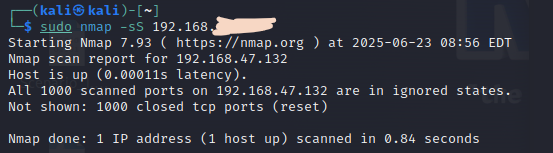 ┌──(kali㉿kali)-[~]
└─$ sudo nmap -sS 192.168.
Starting Nmap 7.93 ( https://nmap.org ) at 2025-06-23 08:56 EDT
Nmap scan report for 192.168.47.132
Host is up (0.00011s latency).
All 1000 scanned ports on 192.168.47.132 are in ignored states.
Not shown: 1000 closed tcp ports (reset)
Nmap done: 1 IP address (1 host up) scanned in 0.84 seconds